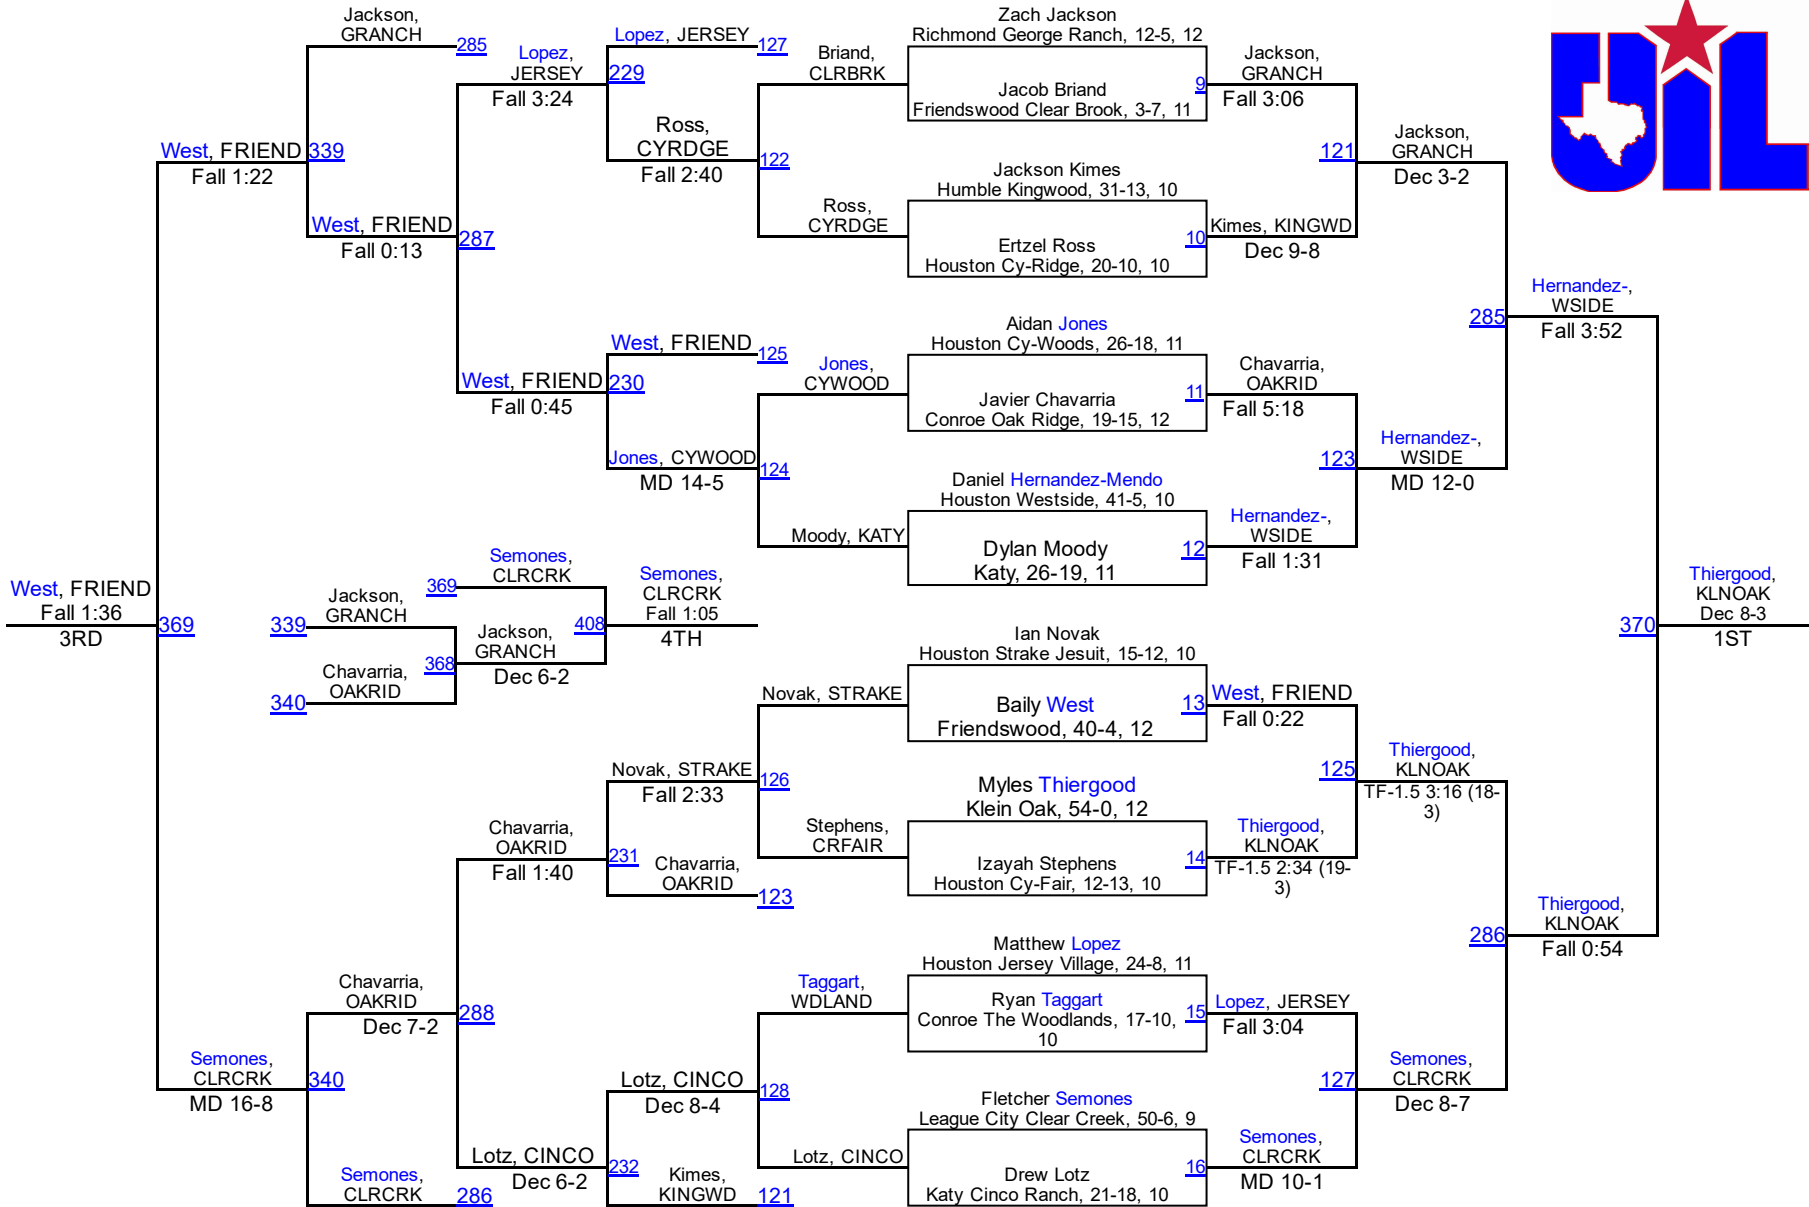 Jackson,
GRANCH
285
Lopez,
JERSEY
Fall 3:24
Lopez, JERSEY
127
229
Ross,
CYRDGE
Fall 2:40
122
Briand,
CLRBRK
Ross,
CYRDGE
Zach Jackson
Richmond George Ranch, 12-5, 12
Jacob Briand
Friendswood Clear Brook, 3-7, 11
9
Jackson Kimes
Humble Kingwood, 31-13, 10
Ertzel Ross
Houston Cy-Ridge, 20-10, 10
10
Jackson,
GRANCH
Fall 3:06
121
Kimes, KINGWD
Dec 9-8
Jackson,
GRANCH
Dec 3-2
UIL
West, FRIEND
Fall 1:22
339
West, FRIEND
Fall 0:13
287
West, FRIEND
Fall 0:45
West, FRIEND
125
230
Jones, CYWOOD
MD 14-5
124
Jones,
CYWOOD
Moody, KATY
Aidan Jones
Houston Cy-Woods, 26-18, 11
Javier Chavarria
Conroe Oak Ridge, 19-15, 12
11
Daniel Hernandez-Mendo
Houston Westside, 41-5, 10
Dylan Moody
Katy, 26-19, 11
12
Chavarria,
OAKRID
Fall 5:18
123
Hernandez-,
WSIDE
Fall 1:31
Hernandez-,
WSIDE
MD 12-0
285
Hernandez-,
WSIDE
Fall 3:52
West, FRIEND
Fall 1:36
3RD
369
339
Jackson,
GRANCH
340
Chavarria,
OAKRID
368
Jackson,
GRANCH
Dec 6-2
369
Semones,
CLRCRK
408
Semones,
CLRCRK
Fall 1:05
4TH
370
Thiergood,
KLNOAK
Dec 8-3
1ST
Novak, STRAKE
Ian Novak
Houston Strake Jesuit, 15-12, 10
Baily West
Friendswood, 40-4, 12
13
West, FRIEND
Fall 0:22
Novak, STRAKE
Fall 2:33
126
Stephens,
CRFAIR
Myles Thiergood
Klein Oak, 54-0, 12
Izayah Stephens
Houston Cy-Fair, 12-13, 10
14
Thiergood,
KLNOAK
TF-1.5 2:34 (19-
3)
125
Thiergood,
KLNOAK
TF-1.5 3:16 (18-
3)
Chavarria,
OAKRID
Fall 1:40
231
Chavarria,
OAKRID
123
286
Thiergood,
KLNOAK
Fall 0:54
Chavarria,
OAKRID
Dec 7-2
288
Taggart,
WDLAND
Matthew Lopez
Houston Jersey Village, 24-8, 11
Ryan Taggart
Conroe The Woodlands, 17-10,
10
15
Lopez, JERSEY
Fall 3:04
Semones,
CLRCRK
MD 16-8
340
Lotz, CINCO
Dec 8-4
128
Lotz, CINCO
Fletcher Semones
League City Clear Creek, 50-6, 9
Drew Lotz
Katy Cinco Ranch, 21-18, 10
16
Semones,
CLRCRK
MD 10-1
127
Semones,
CLRCRK
Dec 8-7
Semones,
CLRCRK
286
Lotz, CINCO
Dec 6-2
232
Kimes,
KINGWD
121